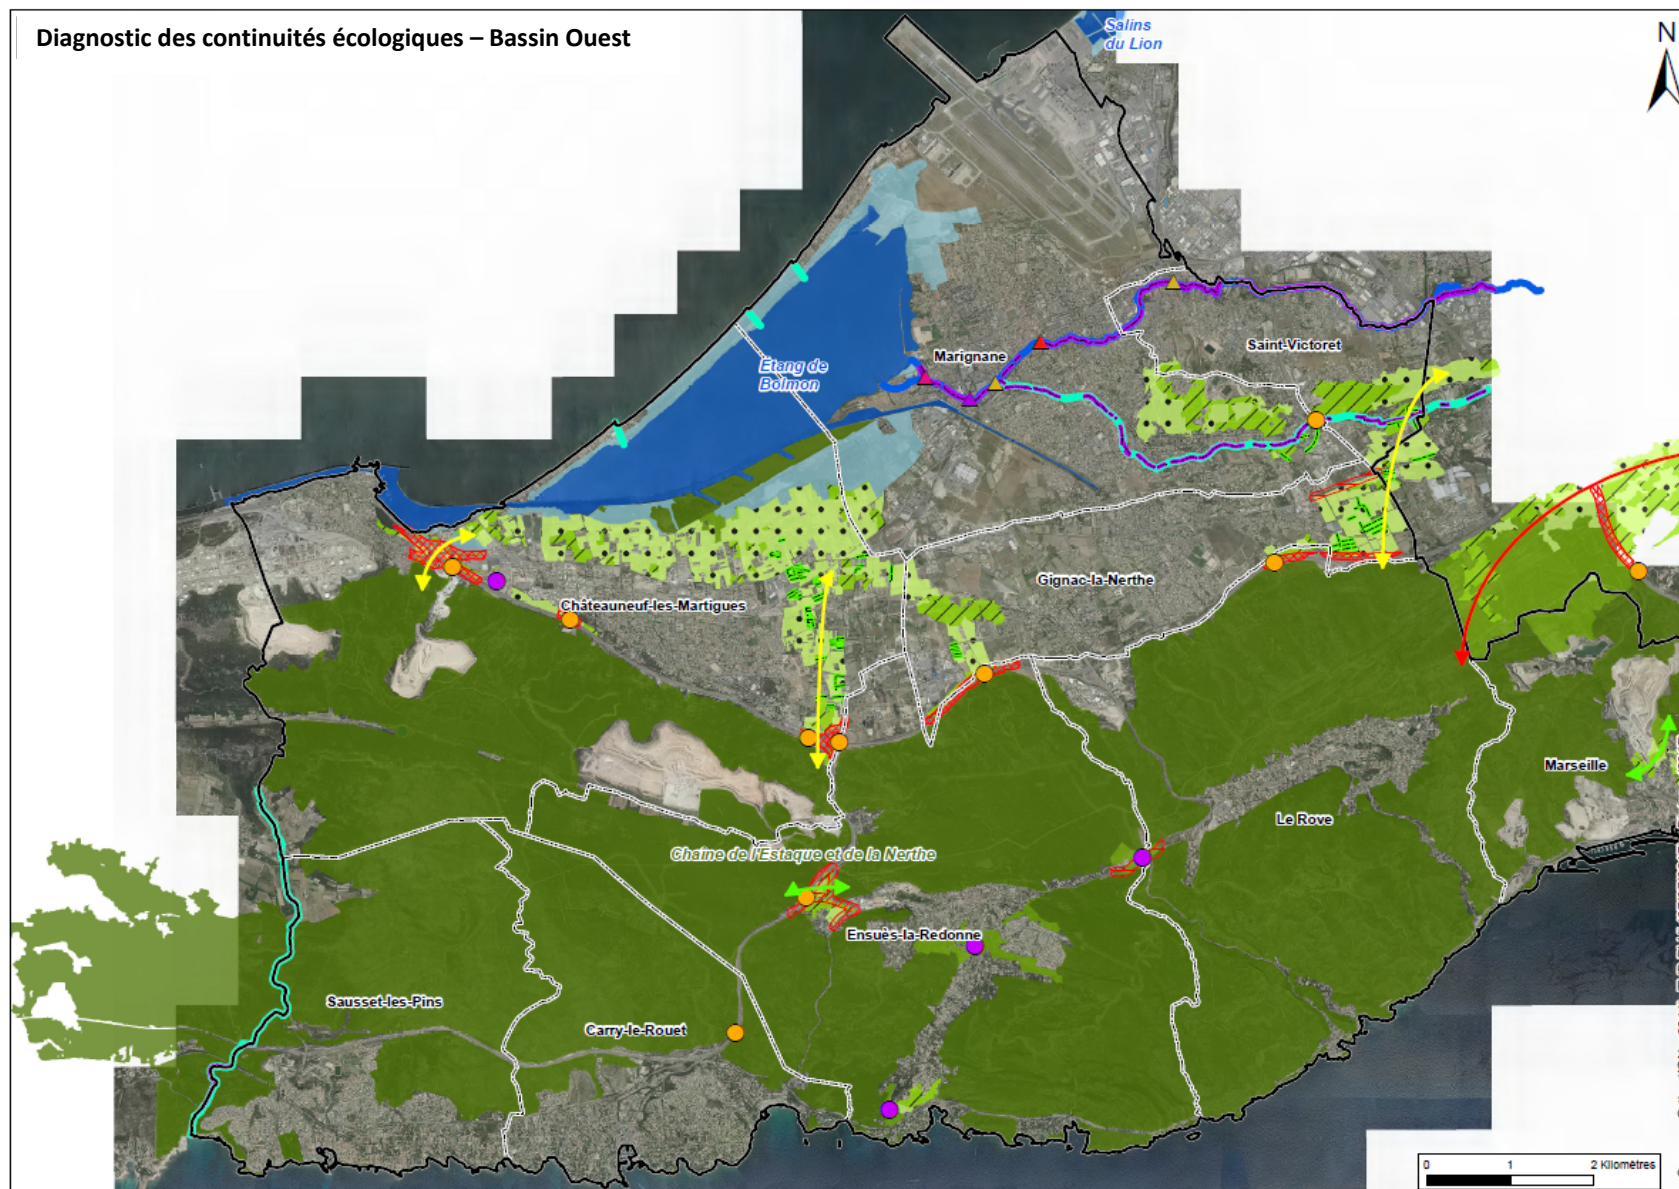 Diagnostic des continuités écologiques – Bassin Ouest
Salins
du Lion
N
Saint-Victoret
Marignane
Etang de
Bolmon
Gignac-la-Nerthe
Châteauneuf-les-Martigues
Marseille
Le Rove
Chaine de l'Estaque et de la Nerthe
Ensuès-la-Redonne
Sausset-les-Pins
Carry-le-Rouet
0 1 2 Kilomètres